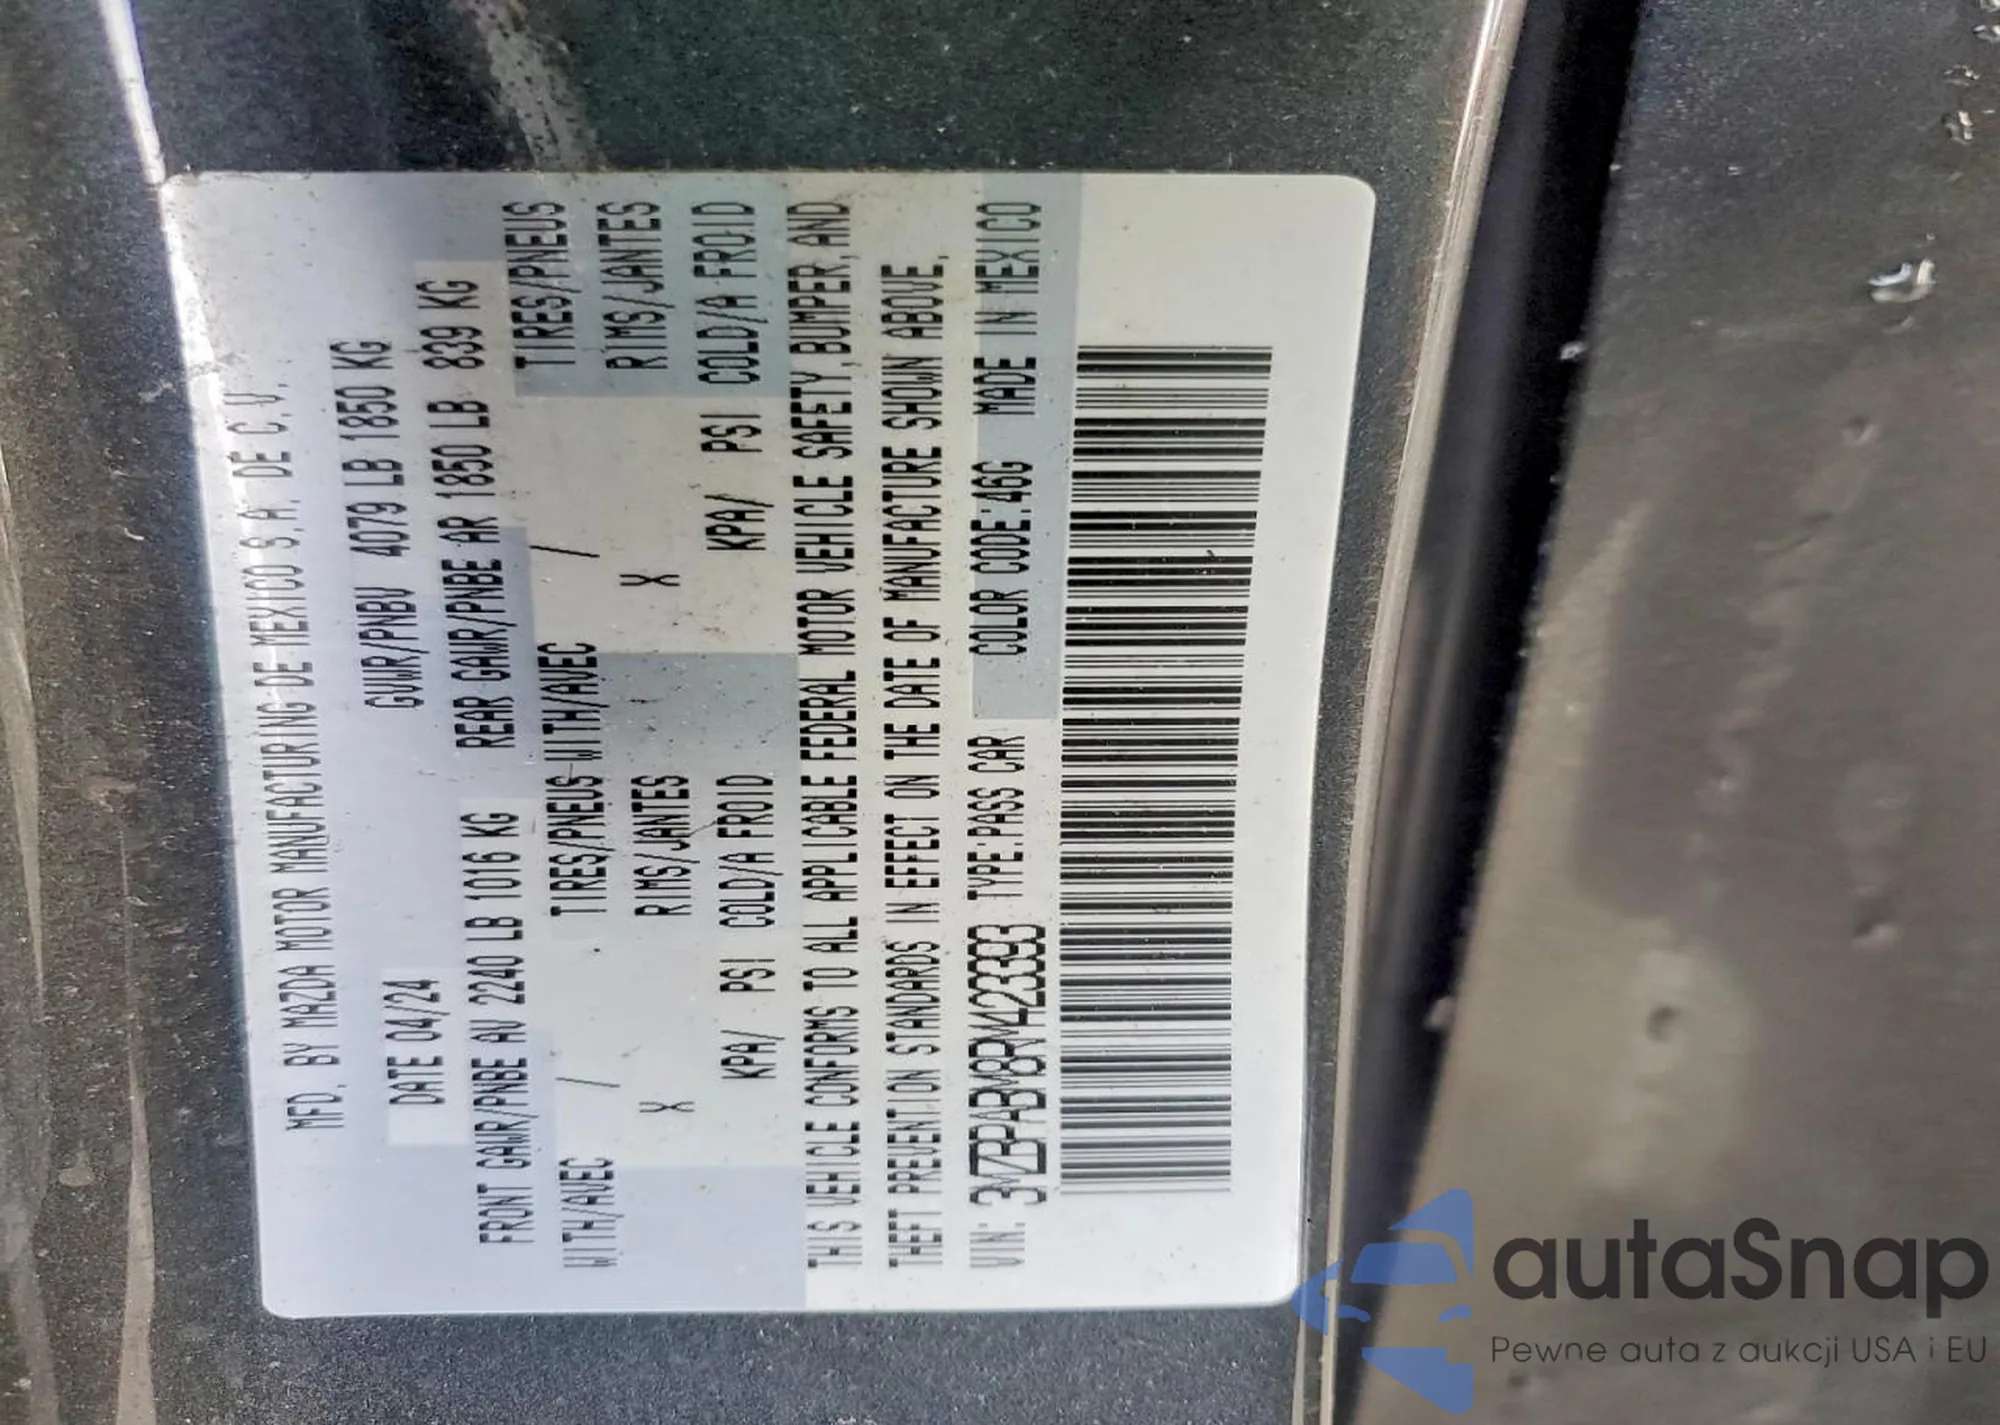 MFD. BY MAZDA MOTOR MANUFACTURING DE MEXICO S.A. DE C.V.
DATE 04/24 GVWR/PNBV 4079 LB 1850 KG
FRONT GAWR/PNBE AV 2240 LB 1016 KG REAR GAWR/PNBE AR 1850 LB 839 KG
WITH/AVEC / TIRES/PNEUS WITH/AVEC / TIRES/PNEUS
X RIMS/JANTES X RIMS/JANTES
KPA/ PSI COLD/A FROID KPA/ PSI COLD/A FROID
THIS VEHICLE CONFORMS TO ALL APPLICABLE FEDERAL MOTOR VEHICLE SAFETY, BUMPER, AND
THEFT PREVENTION STANDARDS IN EFFECT ON THE DATE OF MANUFACTURE SHOWN ABOVE,
VIN: 3MZBPABM8RM423393 TYPE:PASS CAR COLOR CODE:46G MADE IN MEXICO
autaSnap
Pewne auta z aukcji USA i EU